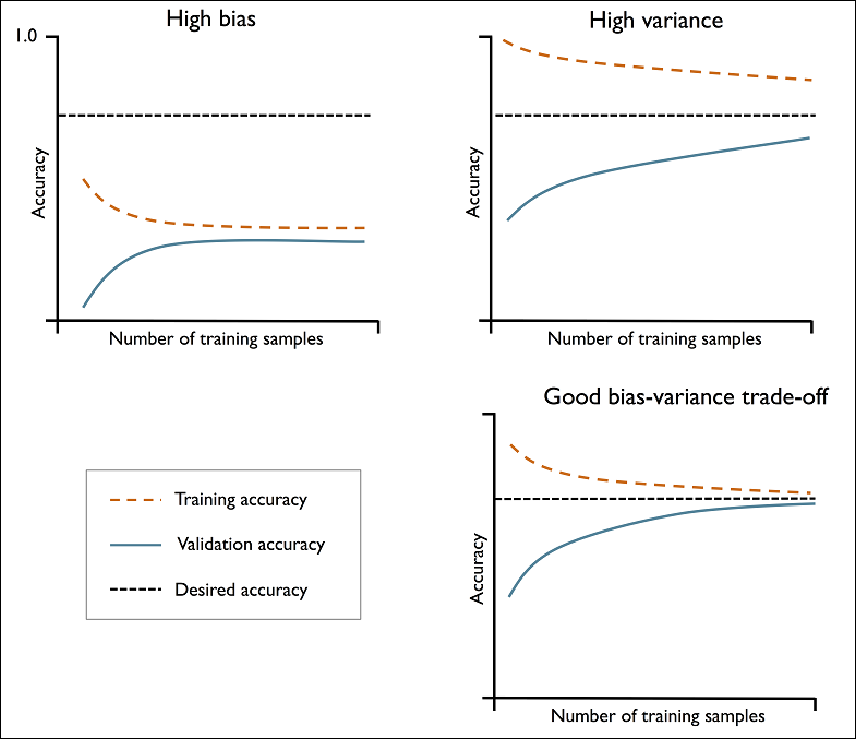 High bias
1.0
Accuracy
Number of training samples
High variance
Accuracy
Number of training samples
Good bias-variance trade-off
Accuracy
Number of training samples
Training accuracy
Validation accuracy
Desired accuracy